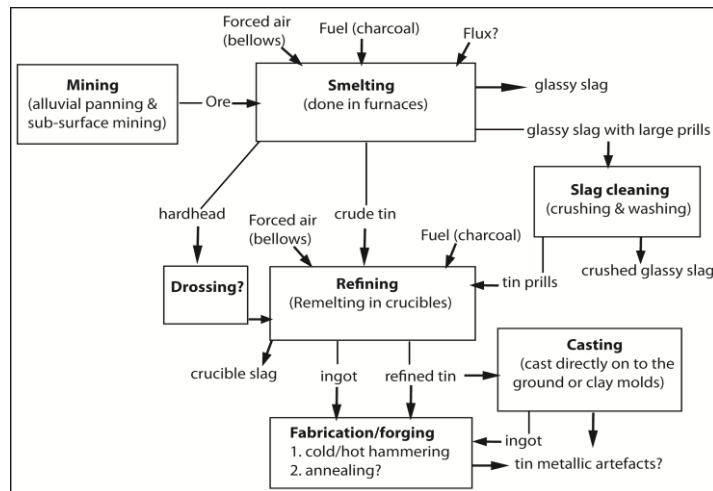 Forced air
(bellows)
Fuel (charcoal)
Flux?
Mining
(alluvial panning &
sub-surface mining)
Ore
Smelting
(done in furnaces)
glassy slag
glassy slag with large prills
Slag cleaning
(crushing & washing)
hardhead
crude tin
Forced air
(bellows)
Fuel (charcoal)
crushed glassy slag
tin prills
Drossing?
Refining
(Remelting in crucibles)
crucible slag
ingot
refined tin
Casting
(cast directly on to the
ground or clay molds)
ingot
Fabrication/forging
1. cold/hot hammering
2. annealing?
tin metallic artefacts?